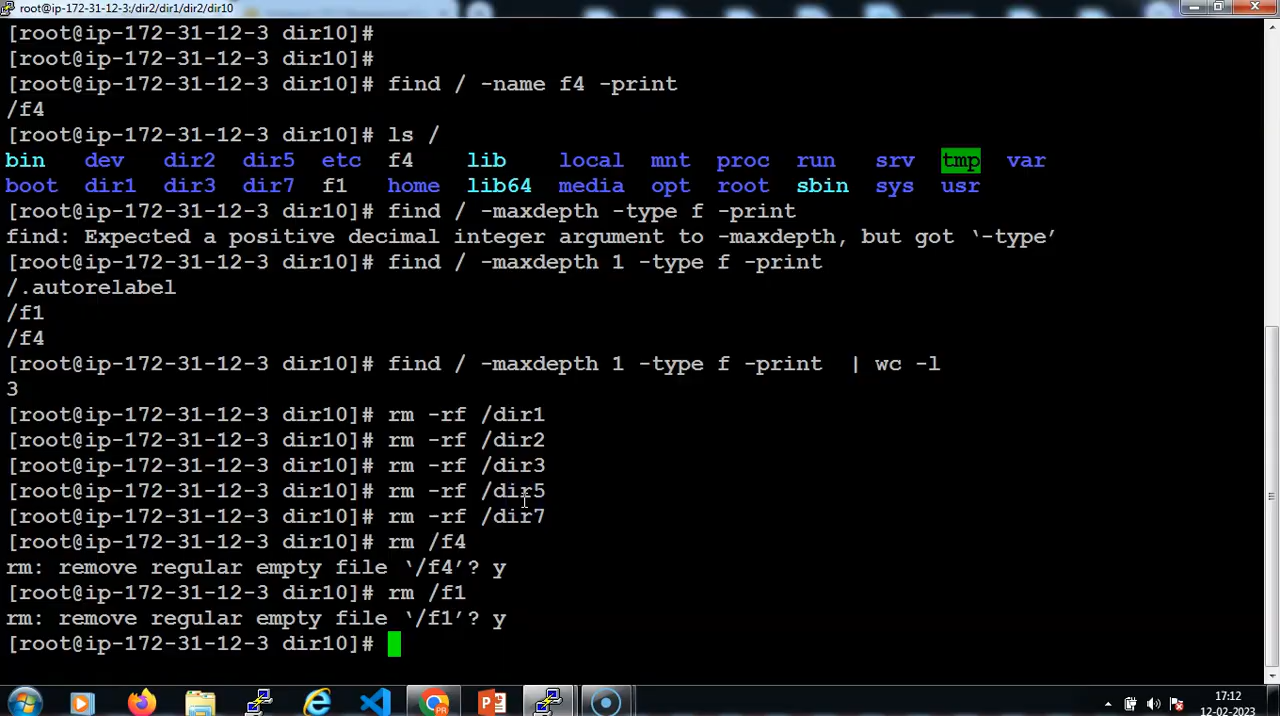 root@ip-172-31-12-3:/dir2/dir1/dir2/dir10
[root@ip-172-31-12-3 dir10]#
[root@ip-172-31-12-3 dir10]#
[root@ip-172-31-12-3 dir10]# find / -name f4 -print
/f4
[root@ip-172-31-12-3 dir10]# ls /
bin dev dir2 dir5 etc f4 lib local mnt proc run srv tmp var
boot dir1 dir3 dir7 f1 home lib64 media opt root sbin sys usr
[root@ip-172-31-12-3 dir10]# find / -maxdepth -type f -print
find: Expected a positive decimal integer argument to -maxdepth, but got ‘-type’
[root@ip-172-31-12-3 dir10]# find / -maxdepth 1 -type f -print
/.autorelabel
/f1
/f4
[root@ip-172-31-12-3 dir10]# find / -maxdepth 1 -type f -print  | wc -l
3
[root@ip-172-31-12-3 dir10]# rm -rf /dir1
[root@ip-172-31-12-3 dir10]# rm -rf /dir2
[root@ip-172-31-12-3 dir10]# rm -rf /dir3
[root@ip-172-31-12-3 dir10]# rm -rf /dir5
[root@ip-172-31-12-3 dir10]# rm -rf /dir7
[root@ip-172-31-12-3 dir10]# rm /f4
rm: remove regular empty file ‘/f4’? y
[root@ip-172-31-12-3 dir10]# rm /f1
rm: remove regular empty file ‘/f1’? y
[root@ip-172-31-12-3 dir10]#
17:12
12-02-2023